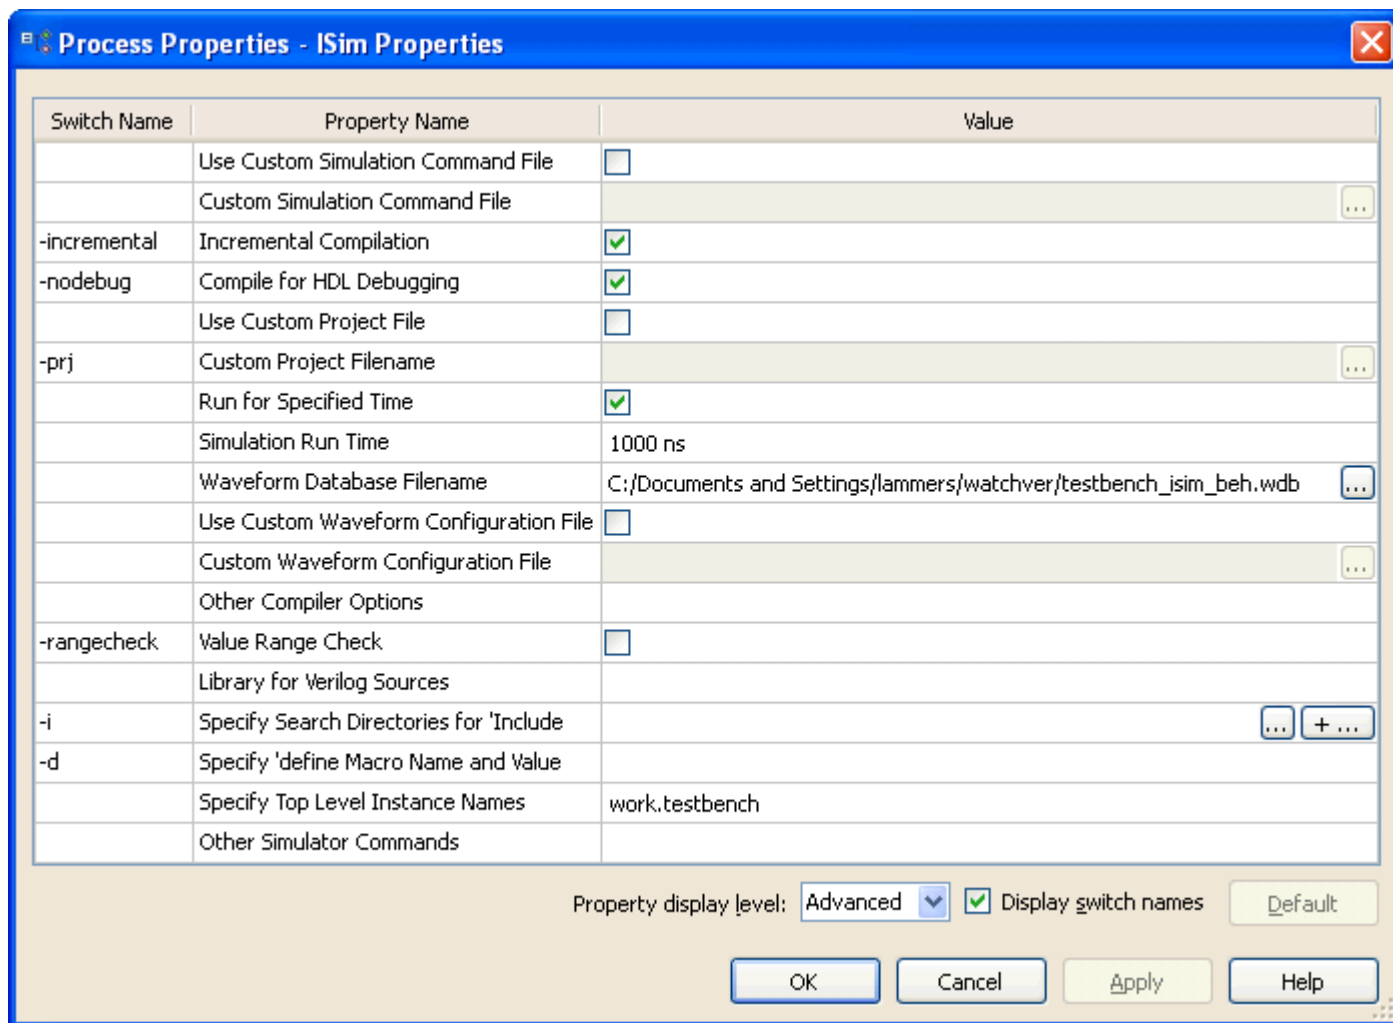 Process Properties - ISim Properties
Switch Name Property Name Value
Use Custom Simulation Command File
Custom Simulation Command File ...
-incremental Incremental Compilation
-nodebug Compile for HDL Debugging
Use Custom Project File
-prj Custom Project Filename ...
Run for Specified Time
Simulation Run Time 1000 ns
Waveform Database Filename C:/Documents and Settings/lammers/watchver/testbench_isim_beh.wdb ...
Use Custom Waveform Configuration File
Custom Waveform Configuration File ...
Other Compiler Options
-rangecheck Value Range Check
Library for Verilog Sources
-i Specify Search Directories for 'Include ... + ...
-d Specify 'define Macro Name and Value
Specify Top Level Instance Names work.testbench
Other Simulator Commands
Property display level: Advanced Display switch names Default
OK Cancel Apply Help